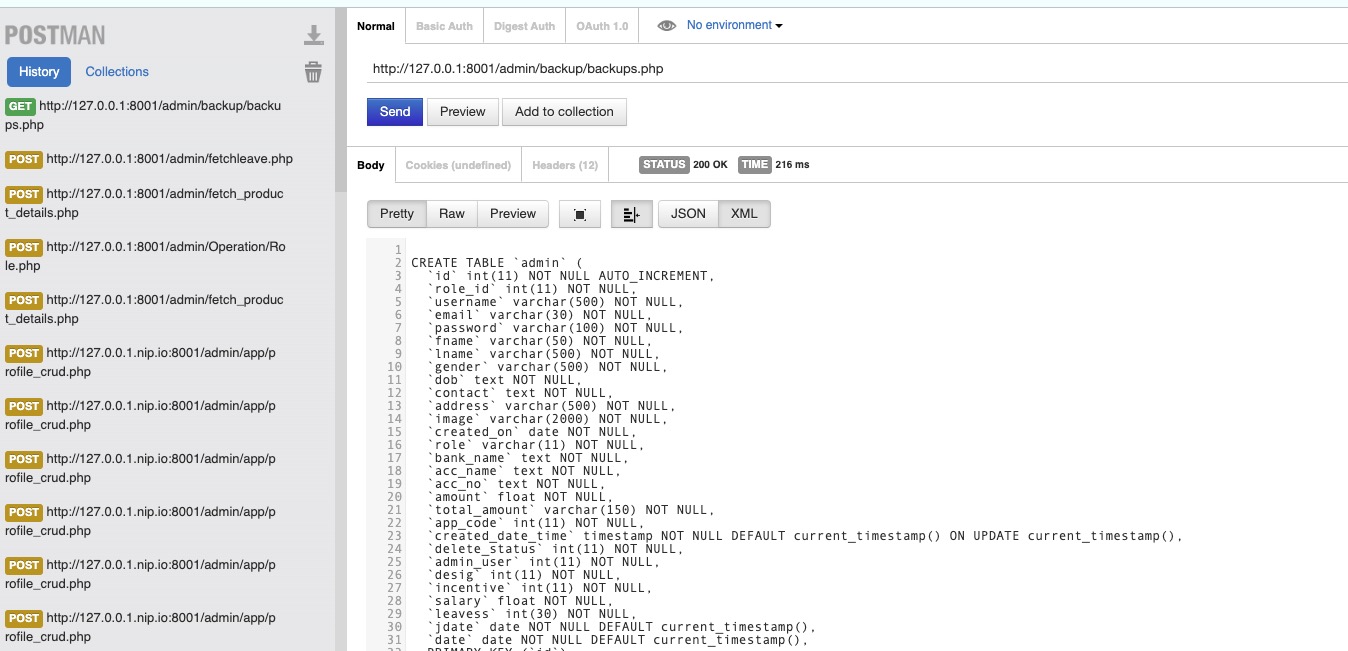 POSTMAN
History Collections
GET http://127.0.0.1:8001/admin/backup/backu
ps.php
POST http://127.0.0.1:8001/admin/fetchleave.php
POST http://127.0.0.1:8001/admin/fetch_produc
t_details.php
POST http://127.0.0.1:8001/admin/Operation/Ro
le.php
POST http://127.0.0.1:8001/admin/fetch_produc
t_details.php
POST http://127.0.0.1.nip.io:8001/admin/app/p
rofile_crud.php
POST http://127.0.0.1.nip.io:8001/admin/app/p
rofile_crud.php
POST http://127.0.0.1.nip.io:8001/admin/app/p
rofile_crud.php
POST http://127.0.0.1.nip.io:8001/admin/app/p
rofile_crud.php
POST http://127.0.0.1.nip.io:8001/admin/app/p
rofile_crud.php
POST http://127.0.0.1.nip.io:8001/admin/app/p
rofile_crud.php
Normal Basic Auth Digest Auth OAuth 1.0 No environment
http://127.0.0.1:8001/admin/backup/backups.php
Send Preview Add to collection
Body Cookies (undefined) Headers (12) STATUS 200 OK TIME 216 ms
Pretty Raw Preview JSON XML
1
2 CREATE TABLE `admin` (
3 `id` int(11) NOT NULL AUTO_INCREMENT,
4 `role_id` int(11) NOT NULL,
5 `username` varchar(500) NOT NULL,
6 `email` varchar(30) NOT NULL,
7 `password` varchar(100) NOT NULL,
8 `fname` varchar(50) NOT NULL,
9 `lname` varchar(500) NOT NULL,
10 `gender` varchar(500) NOT NULL,
11 `dob` text NOT NULL,
12 `contact` text NOT NULL,
13 `address` varchar(500) NOT NULL,
14 `image` varchar(2000) NOT NULL,
15 `created_on` date NOT NULL,
16 `role` varchar(11) NOT NULL,
17 `bank_name` text NOT NULL,
18 `acc_name` text NOT NULL,
19 `acc_no` text NOT NULL,
20 `amount` float NOT NULL,
21 `total_amount` varchar(150) NOT NULL,
22 `app_code` int(11) NOT NULL,
23 `created_date_time` timestamp NOT NULL DEFAULT current_timestamp() ON UPDATE current_timestamp(),
24 `delete_status` int(11) NOT NULL,
25 `admin_user` int(11) NOT NULL,
26 `desig` int(11) NOT NULL,
27 `incentive` int(11) NOT NULL,
28 `salary` float NOT NULL,
29 `leavess` int(30) NOT NULL,
30 `jdate` date NOT NULL DEFAULT current_timestamp(),
31 `date` date NOT NULL DEFAULT current_timestamp(),
32 PRIMARY KEY (`id`)